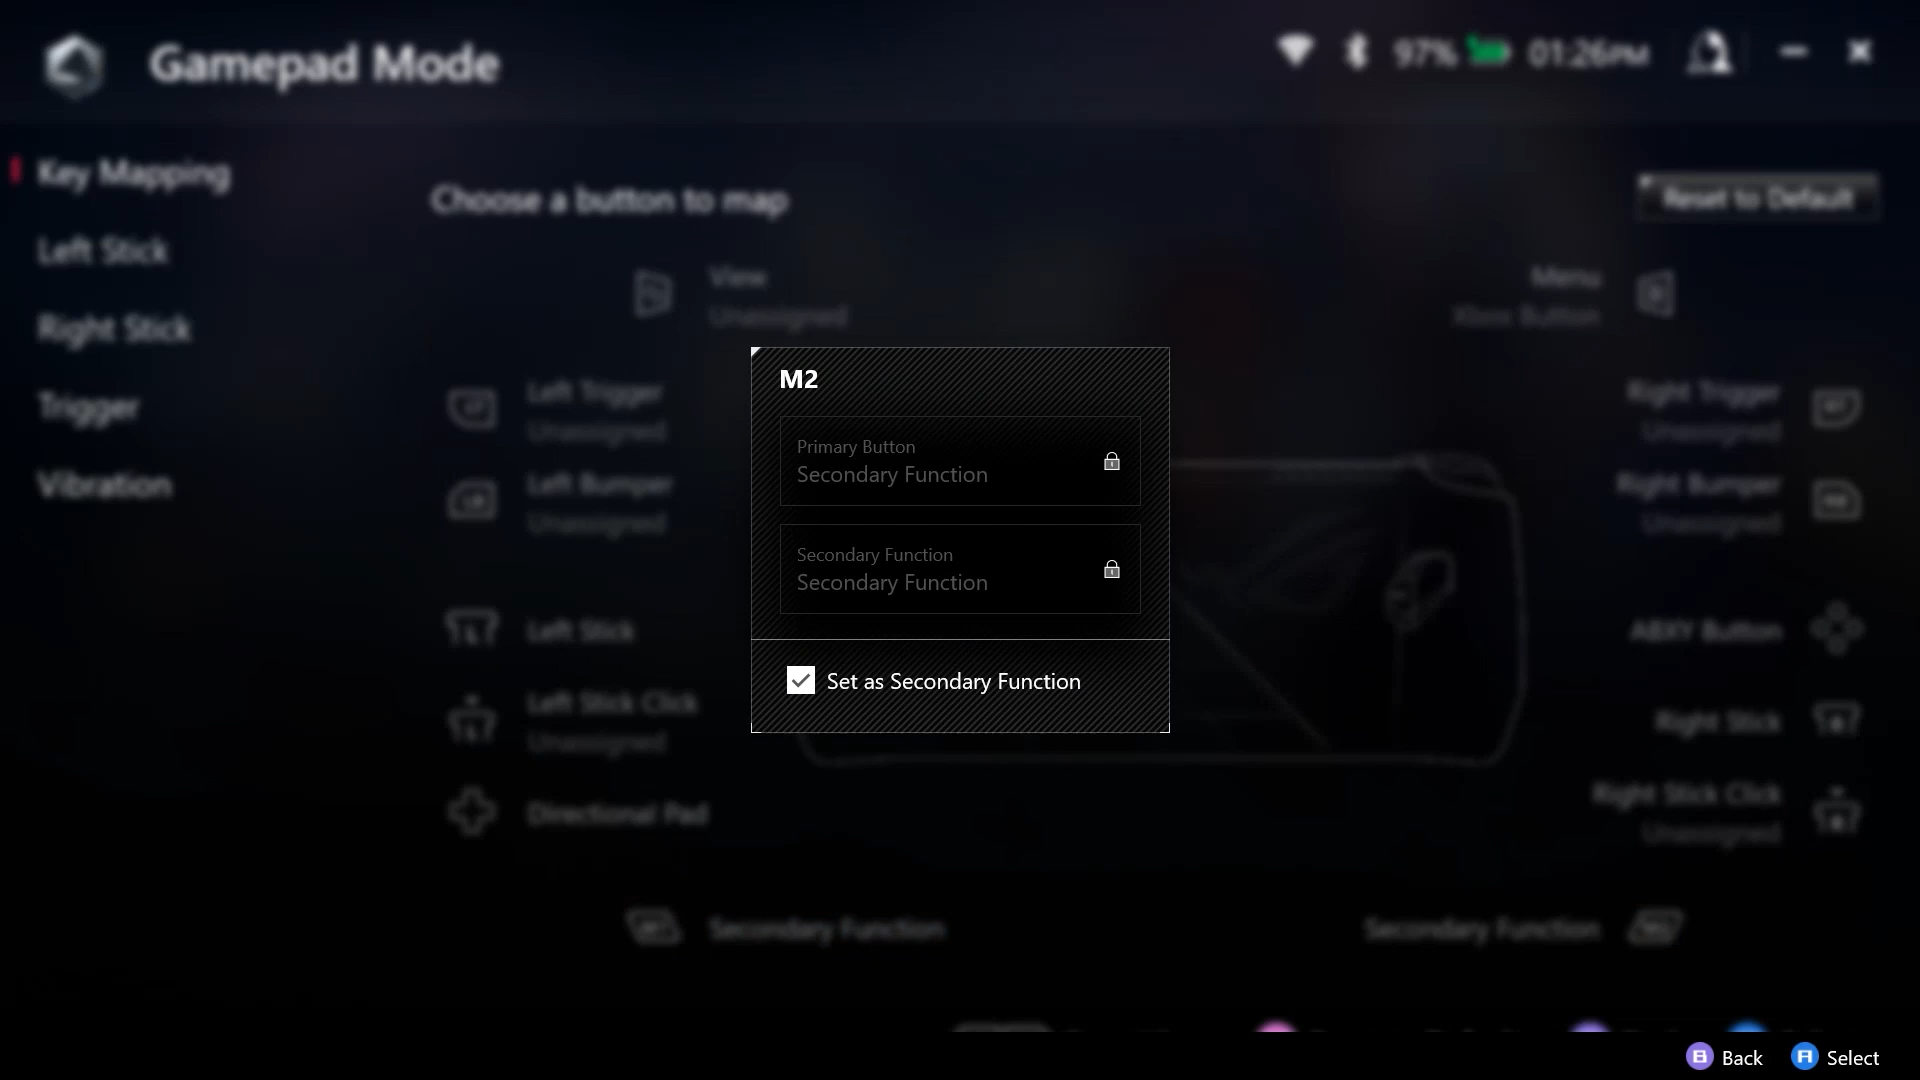 Gamepad Mode
97%
01:26PM
Key Mapping
Left Stick
Right Stick
Trigger
Vibration
Choose a button to map
Reset to Default
View
Unassigned
Menu
Xbox Button
Left Trigger
Unassigned
Left Bumper
Unassigned
Left Stick
Left Stick Click
Unassigned
Directional Pad
Secondary Function
M2
Primary Button
Secondary Function
Secondary Function
Secondary Function
Set as Secondary Function
Right Trigger
Unassigned
Right Bumper
Unassigned
ABXY Button
Right Stick
Right Stick Click
Unassigned
Secondary Function
B Back
A Select